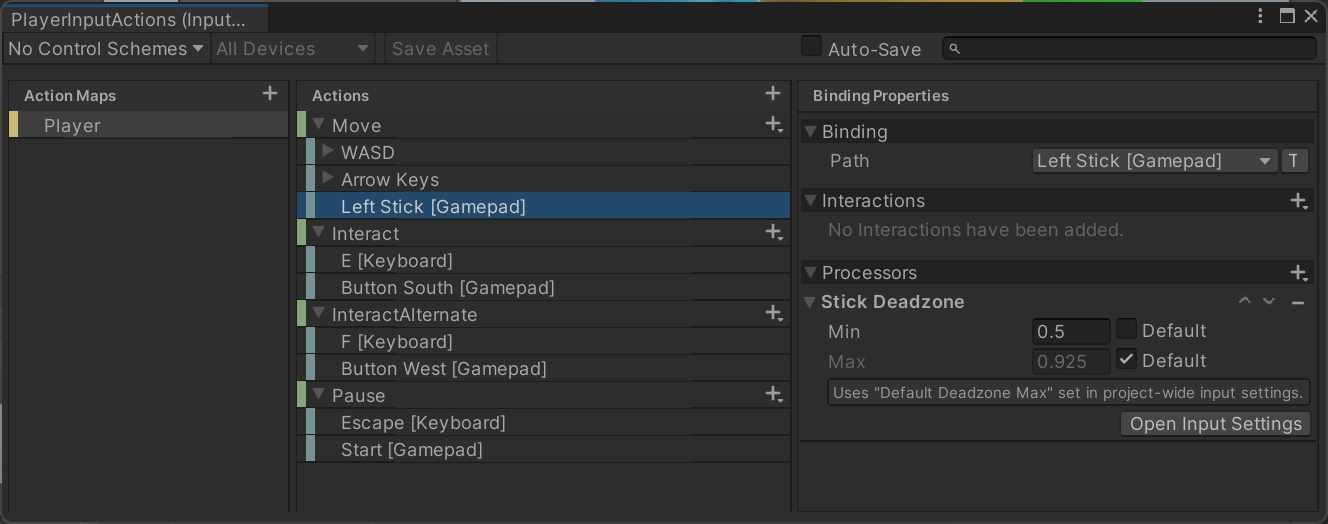 PlayerInputActions (Input...
No Control Schemes All Devices Save Asset Auto-Save
Action Maps
Player
Actions
Move
WASD
Arrow Keys
Left Stick [Gamepad]
Interact
E [Keyboard]
Button South [Gamepad]
InteractAlternate
F [Keyboard]
Button West [Gamepad]
Pause
Escape [Keyboard]
Start [Gamepad]
Binding Properties
Binding
Path Left Stick [Gamepad] T
Interactions
No Interactions have been added.
Processors
Stick Deadzone
Min 0.5 Default
Max 0.925 Default
Uses "Default Deadzone Max" set in project-wide input settings.
Open Input Settings